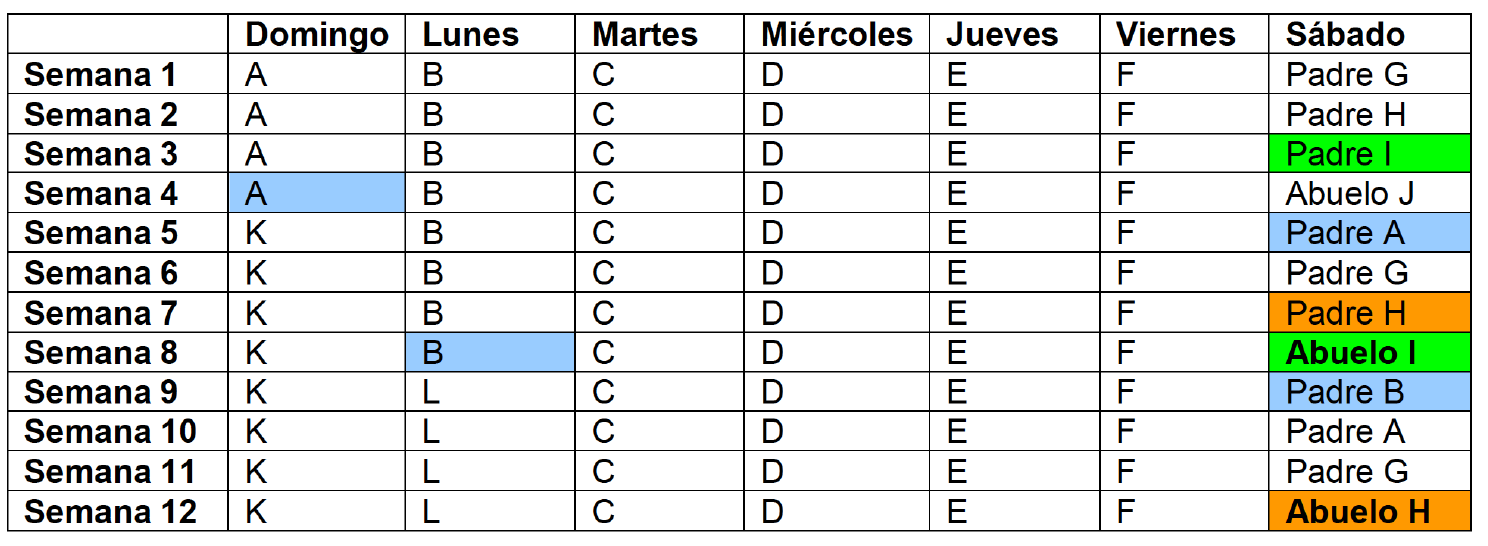 Domingo Lunes Martes Miércoles Jueves Viernes Sábado
Semana 1 A B C D E F Padre G
Semana 2 A B C D E F Padre H
Semana 3 A B C D E F Padre I
Semana 4 A B C D E F Abuelo J
Semana 5 K B C D E F Padre A
Semana 6 K B C D E F Padre G
Semana 7 K B C D E F Padre H
Semana 8 K B C D E F Abuelo I
Semana 9 K L C D E F Padre B
Semana 10 K L C D E F Padre A
Semana 11 K L C D E F Padre G
Semana 12 K L C D E F Abuelo H